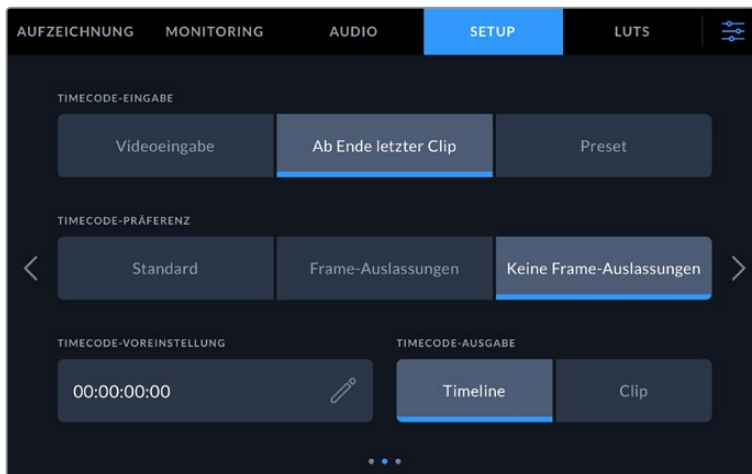 AUFZEICHNUNG MONITORING AUDIO SETUP LUTS
TIMECODE-EINGABE
Videoeingabe Ab Ende letzter Clip Preset
TIMECODE-PRÄFERENZ
Standard Frame-Auslassungen Keine Frame-Auslassungen
TIMECODE-VOREINSTELLUNG TIMECODE-AUSGABE
00:00:00:00 Timeline Clip